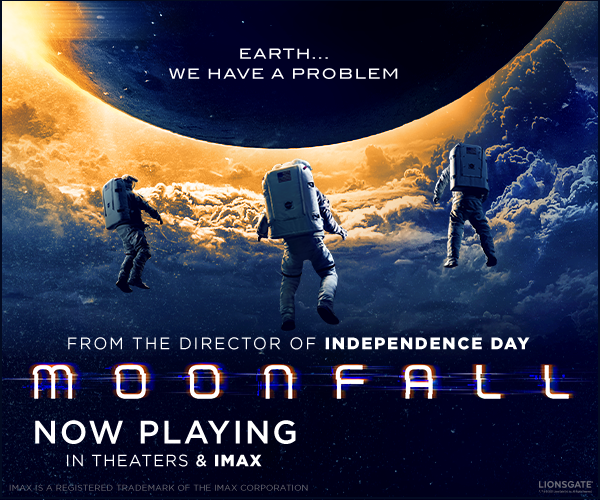 EARTH...
WE HAVE A PROBLEM
FROM THE DIRECTOR OF INDEPENDENCE DAY
MOONFALL
NOW PLAYING
IN THEATERS & IMAX
IMAX IS A REGISTERED TRADEMARK OF THE IMAX CORPORATION
LIONSGATE